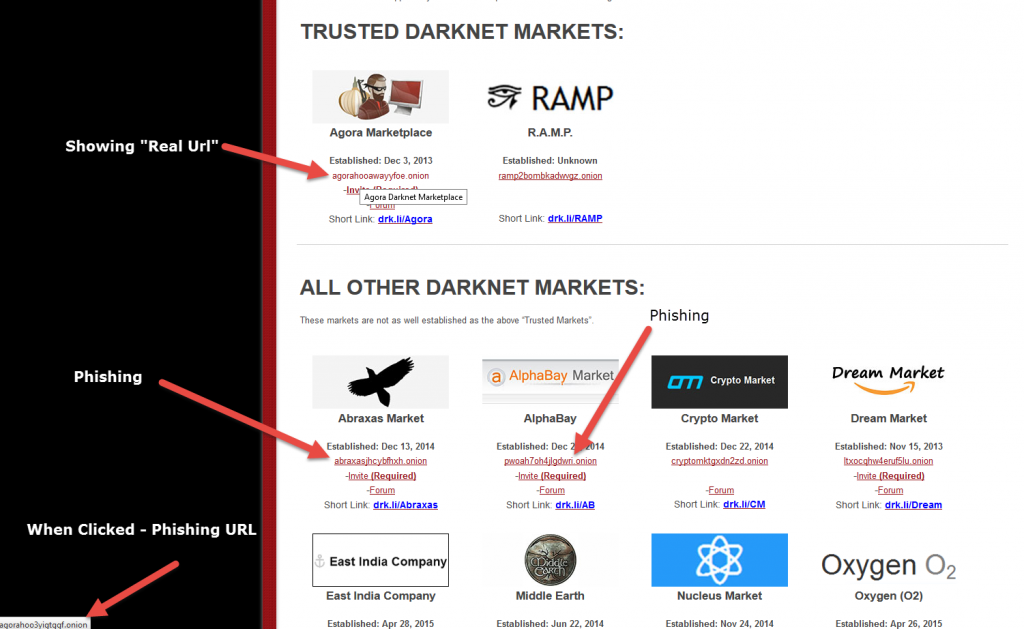 TRUSTED DARKNET MARKETS:
RAMP
Agora Marketplace
R.A.M.P.
Showing "Real Url"
Established: Dec 3, 2013
Established: Unknown
agorahooawayyfoe.onion
ramp2bombkadwvgz.onion
-Invite (Required)
Agora Darknet Marketplace
-Forum
Short Link: drk.li/Agora
Short Link: drk.li/RAMP
ALL OTHER DARKNET MARKETS:
These markets are not as well established as the above "Trusted Markets".
Phishing
Phishing
a AlphaBay Market
Crypto Market
Dream Market
Abraxas Market
AlphaBay
Crypto Market
Dream Market
Established: Dec 13, 2014
Established: Dec 2 2014
Established: Dec 22, 2014
Established: Nov 15, 2013
abraxasjhcybfhxh.onion
pwoah7oh4jlgdwri.onion
cryptomktgxdn2zd.onion
ltxocqhw4eruf5lu.onion
-Invite (Required)
-Invite (Required)
-Invite (Required)
-Forum
-Forum
-Forum
-Forum
Short Link: drk.li/Abraxas
Short Link: drk.li/AB
Short Link: drk.li/CM
Short Link: drk.li/Dream
When Clicked - Phishing URL
East India Company
Middle Earth
Oxygen O2
East India Company
Middle Earth
Nucleus Market
Oxygen (O2)
Established: Apr 28, 2015
Established: Jun 22, 2014
Established: Nov 24, 2014
Established: Apr 26, 2015
agorahoo3yiqtqgf.onion